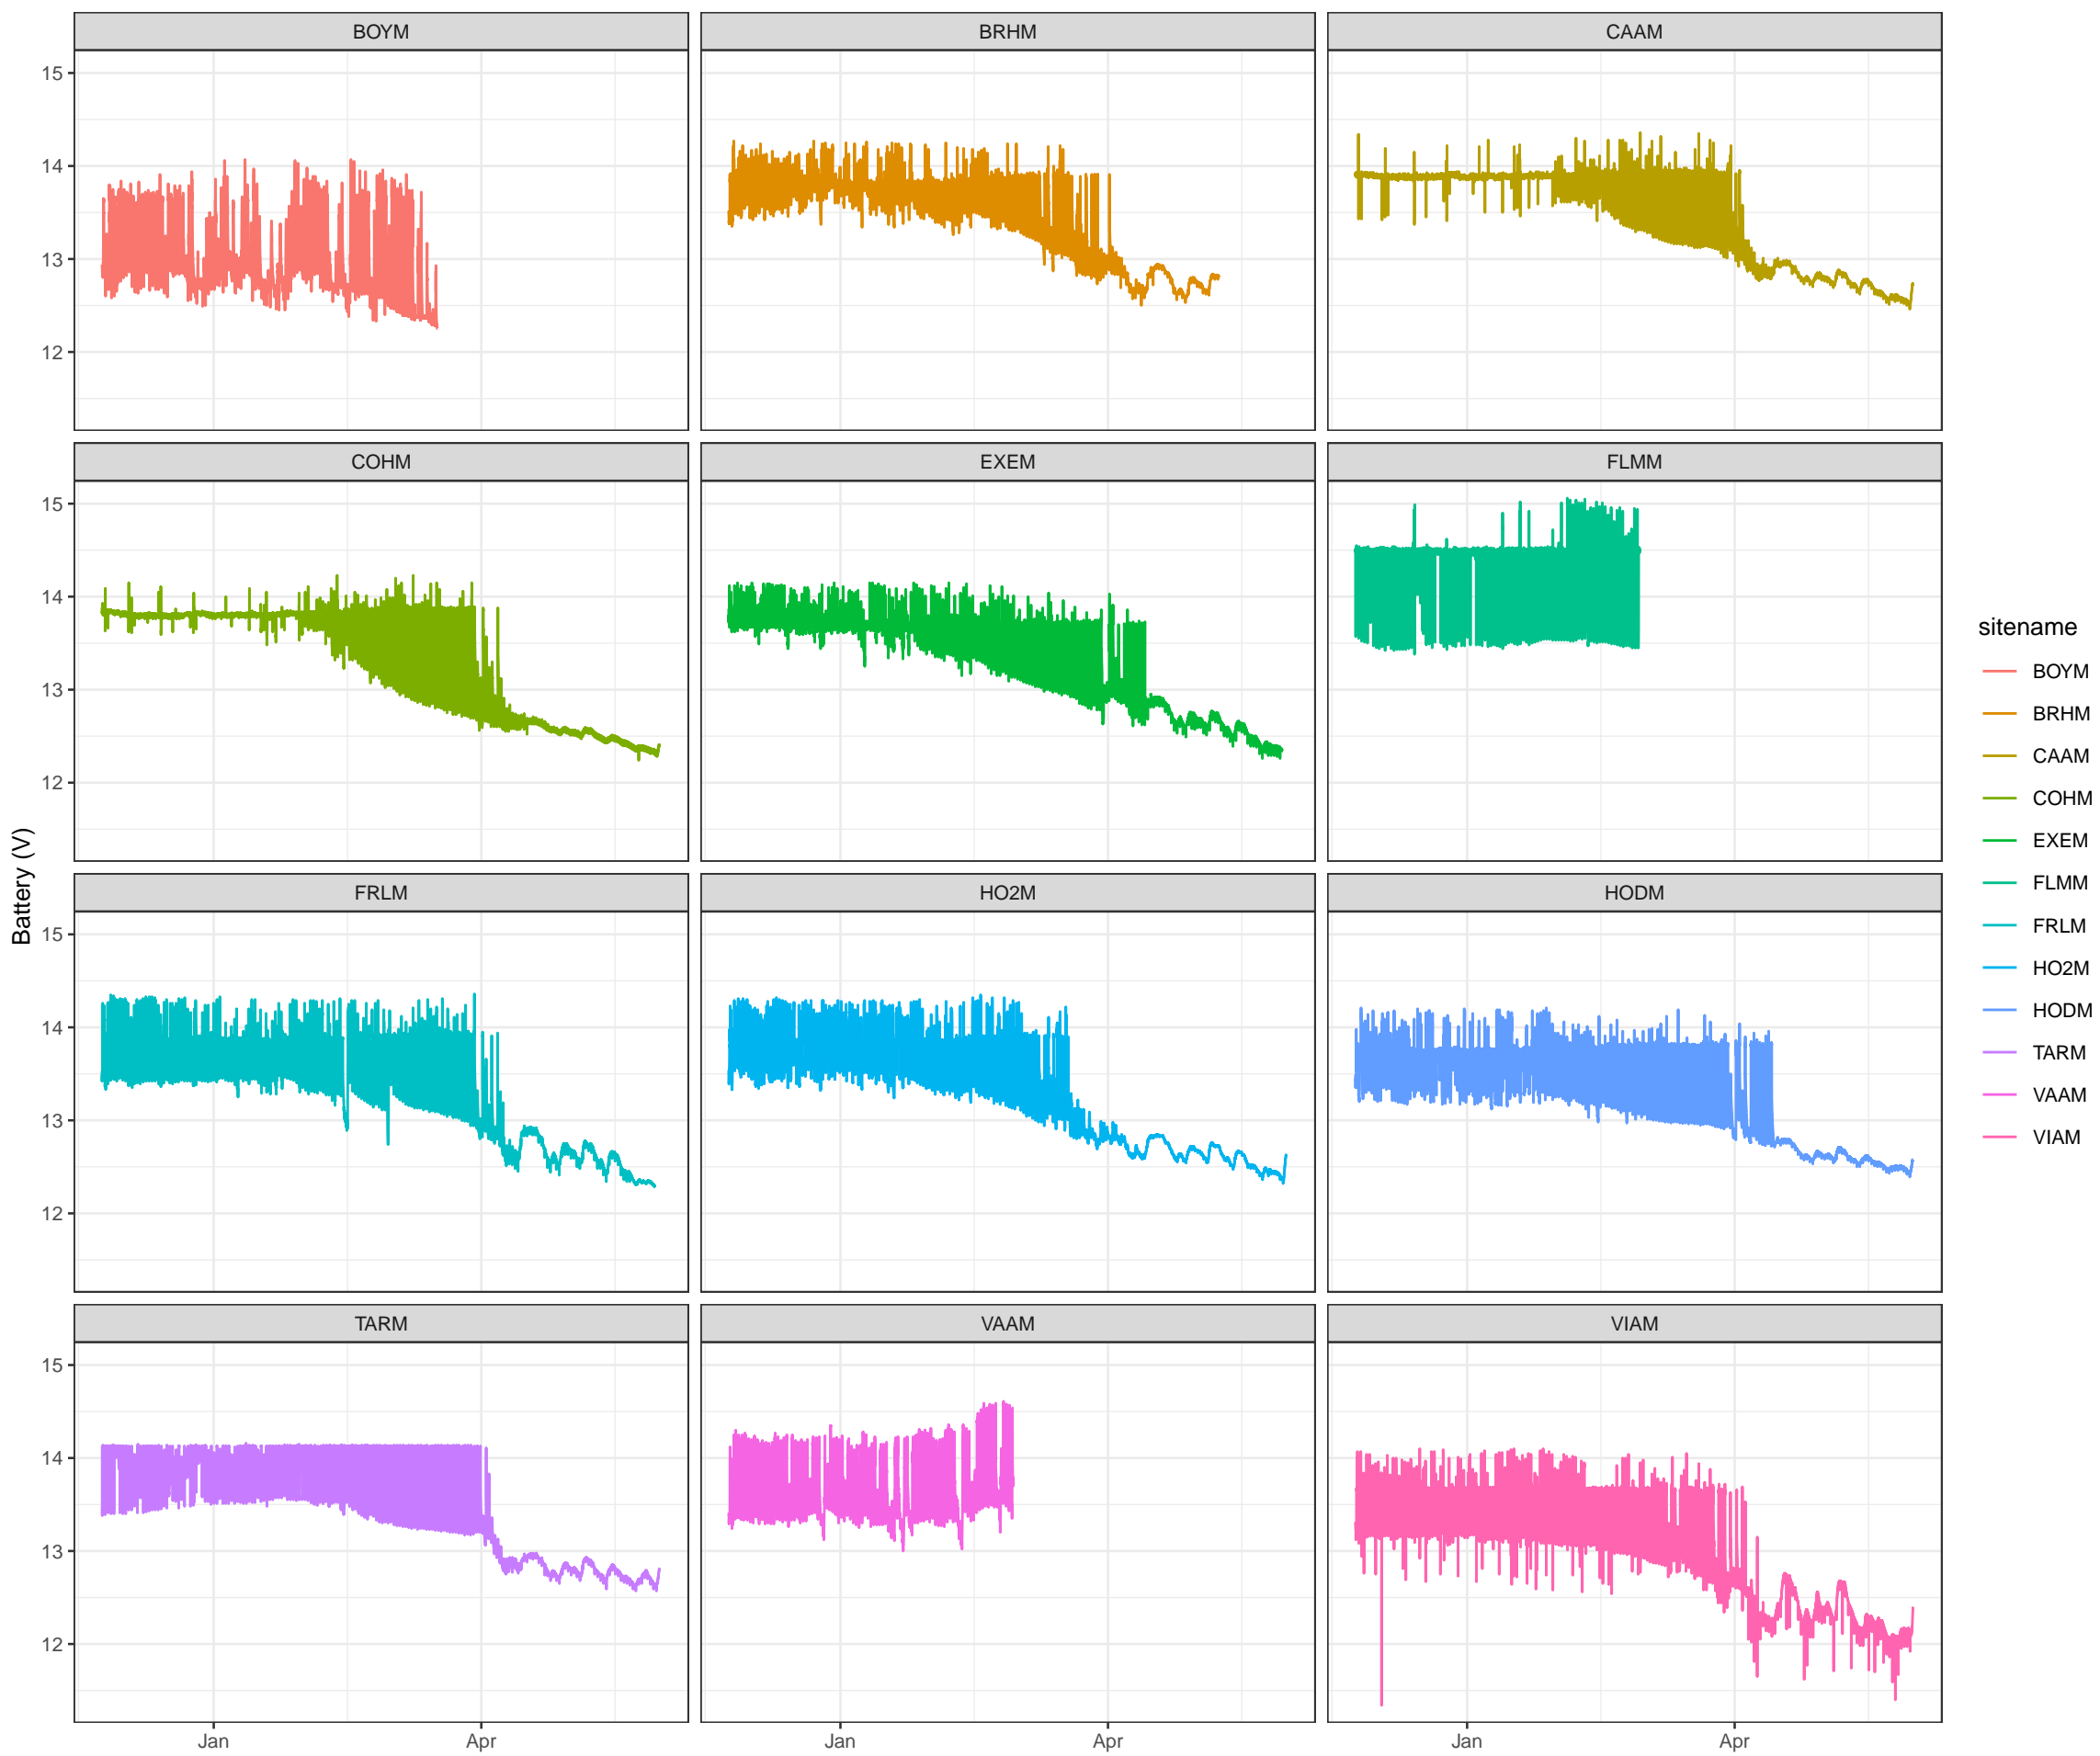 BOYM
BRHM
CAAM
15
14
13
12
COHM
EXEM
FLMM
15
14
13
12
FRLM
HO2M
HODM
15
14
13
12
TARM
VAAM
VIAM
15
14
13
12
Jan
Apr
Jan
Apr
Jan
Apr
Battery (V)
sitename
BOYM
BRHM
CAAM
COHM
EXEM
FLMM
FRLM
HO2M
HODM
TARM
VAAM
VIAM